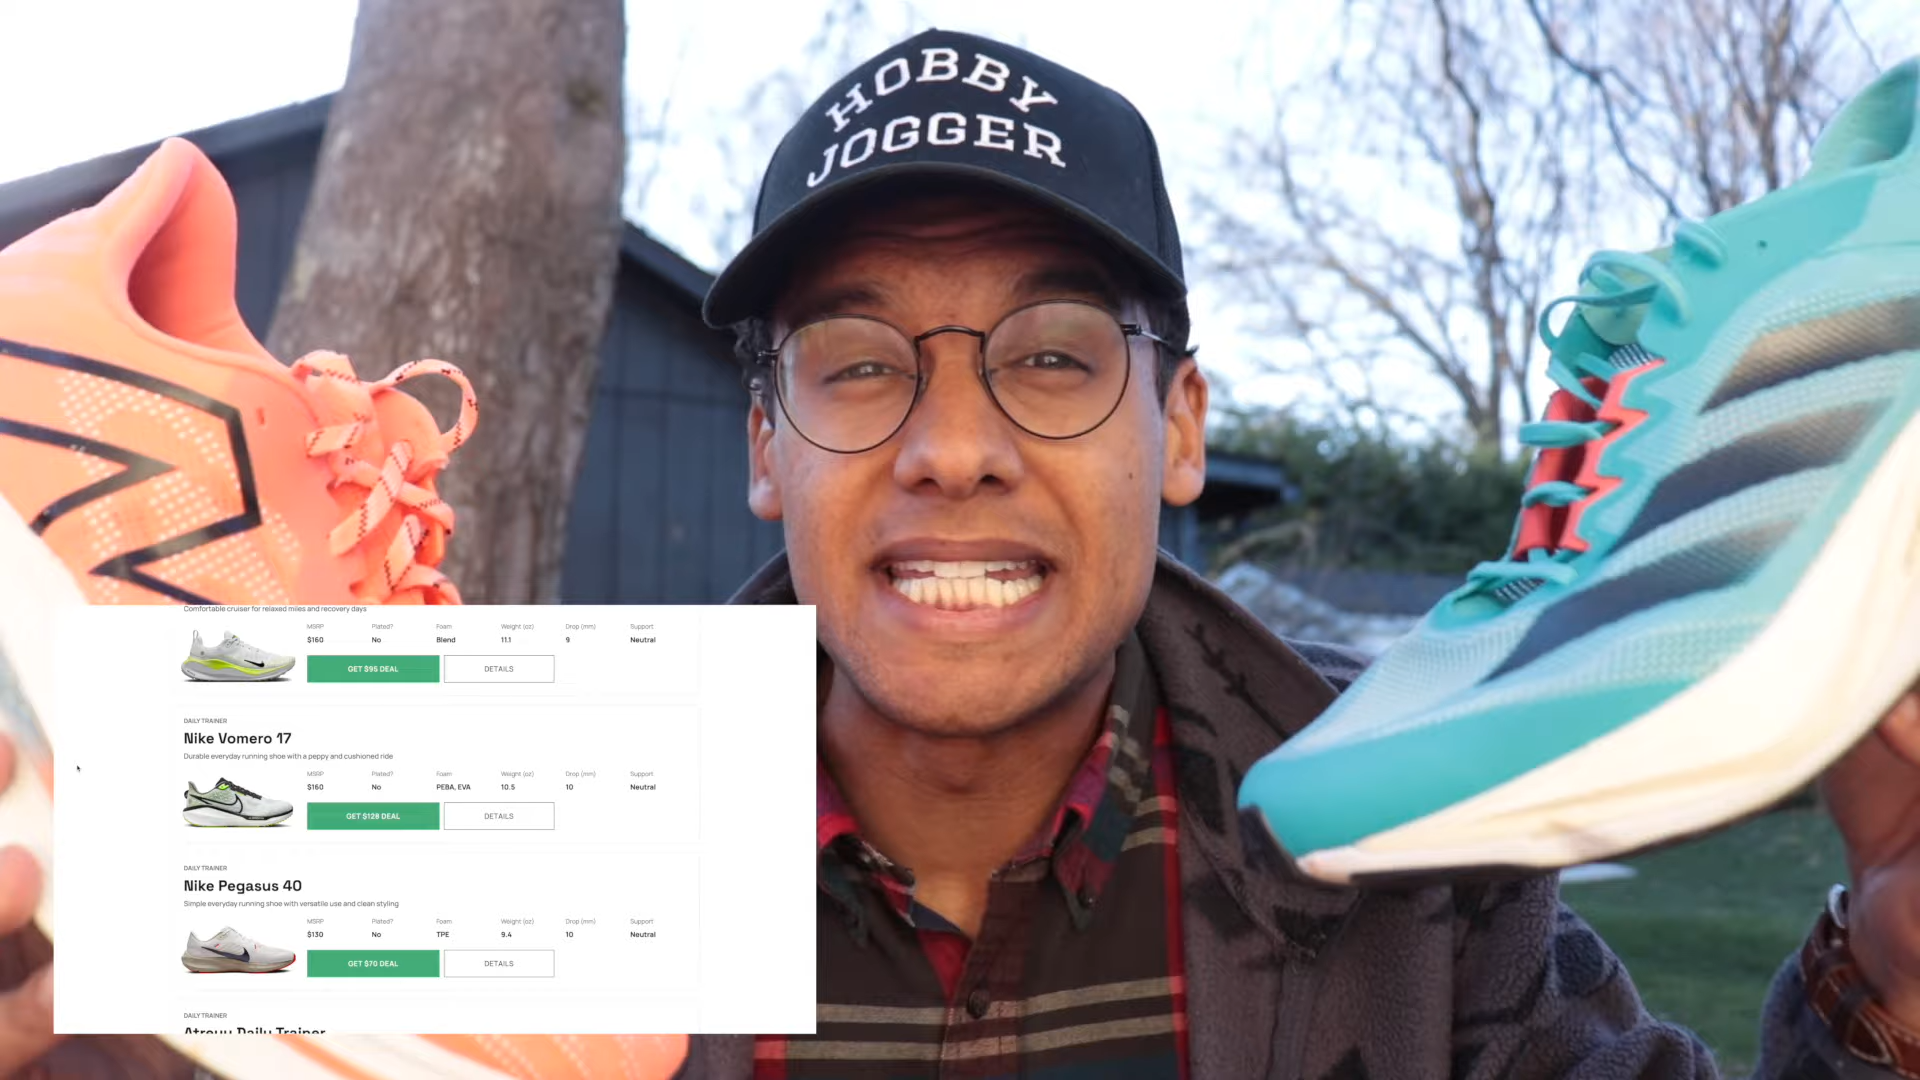 HOBBY
JOGGER
N
Comfortable cruiser for relaxed miles and recovery days
MSRP Plated? Foam Weight (oz) Drop (mm) Support
$160 No Blend 11.1 9 Neutral
GET $95 DEAL DETAILS
DAILY TRAINER
Nike Vomero 17
Durable everyday running shoe with a peppy and cushioned ride
MSRP Plated? Foam Weight (oz) Drop (mm) Support
$160 No PEBA, EVA 10.5 10 Neutral
GET $128 DEAL DETAILS
DAILY TRAINER
Nike Pegasus 40
Simple everyday running shoe with versatile use and clean styling
MSRP Plated? Foam Weight (oz) Drop (mm) Support
$130 No TPE 9.4 10 Neutral
GET $70 DEAL DETAILS
DAILY TRAINER
Atreyu Daily Trainer